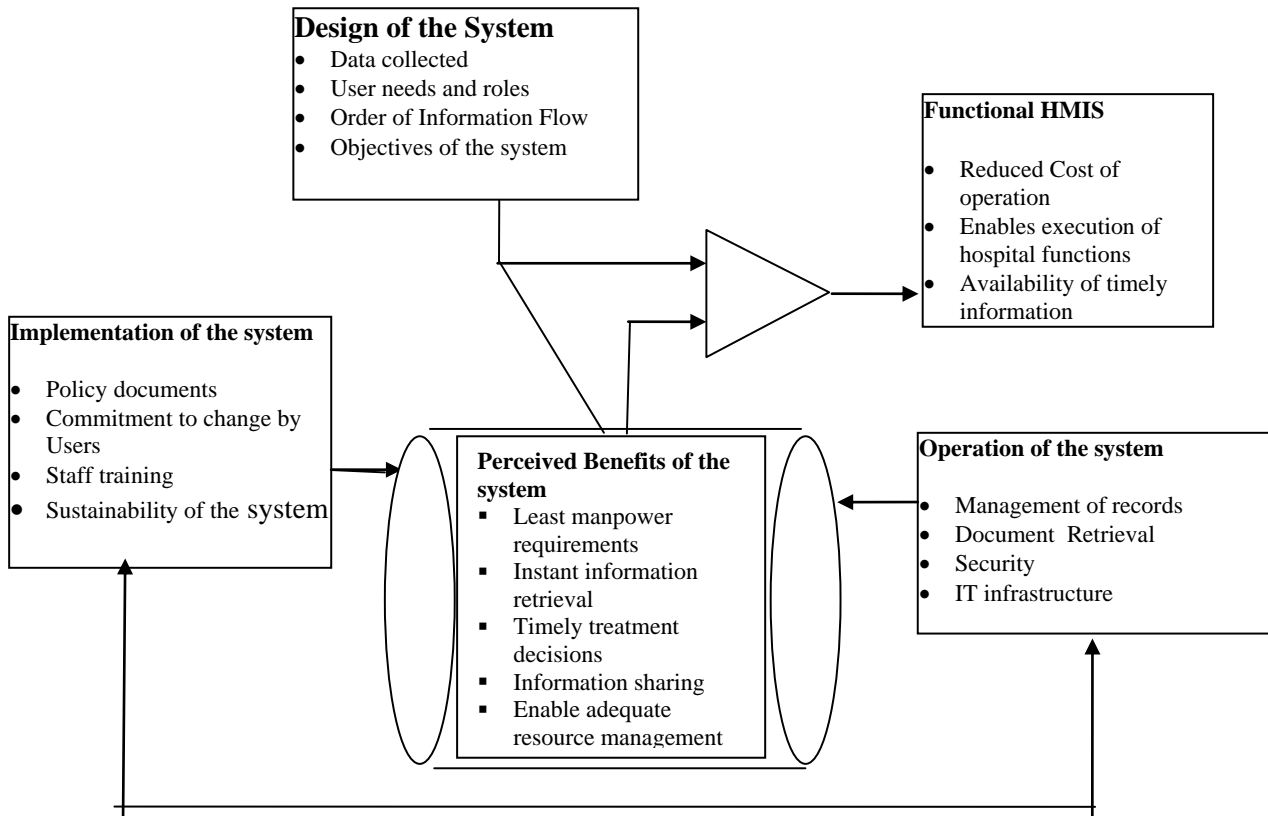 Design of the System
• Data collected
• User needs and roles
• Order of Information Flow
• Objectives of the system
Functional HMIS
• Reduced Cost of
operation
• Enables execution of
hospital functions
• Availability of timely
information
Implementation of the system
• Policy documents
• Commitment to change by
Users
• Staff training
• Sustainability of the system
Perceived Benefits of the
system
▪ Least manpower
requirements
▪ Instant information
retrieval
▪ Timely treatment
decisions
▪ Information sharing
▪ Enable adequate
resource management
Operation of the system
• Management of records
• Document Retrieval
• Security
• IT infrastructure